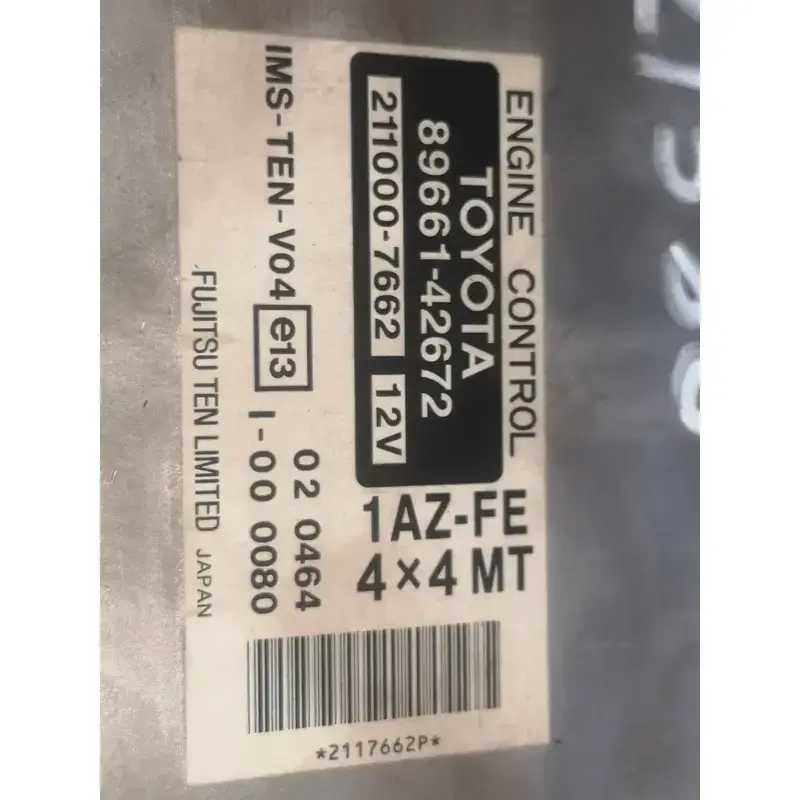 ENGINE CONTROL
TOYOTA
89661-42672
211000-7662 12V
1AZ-FE
4×4 MT
IMS-TEN-V04 e13
02 0464
I-00 0080
FUJITSU TEN LIMITED JAPAN
*2117662P*